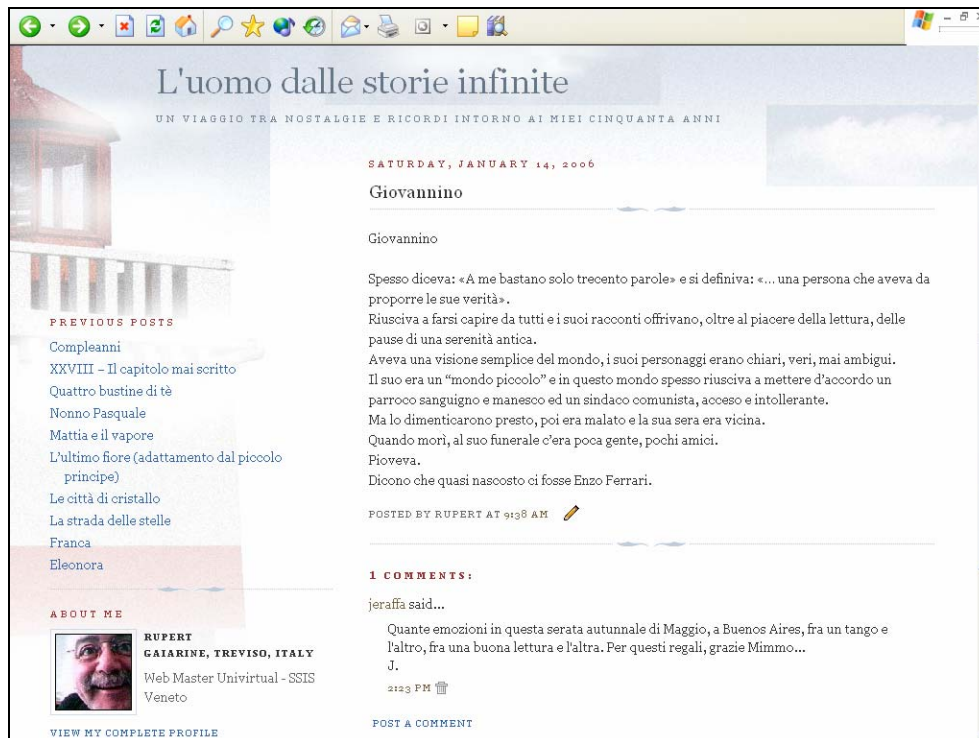 L'uomo dalle storie infinite
UN VIAGGIO TRA NOSTALGIE E RICORDI INTORNO AI MIEI CINQUANTA ANNI
SATURDAY, JANUARY 14, 2006
Giovannino
Giovannino
Spesso diceva: «A me bastano solo trecento parole» e si definiva: «... una persona che aveva da
proporre le sue verità».
Riusciva a farsi capire da tutti e i suoi racconti offrivano, oltre al piacere della lettura, delle
pause di una serenità antica.
Aveva una visione semplice del mondo, i suoi personaggi erano chiari, veri, mai ambigui.
Il suo era un “mondo piccolo” e in questo mondo spesso riusciva a mettere d’accordo un
parroco sanguigno e manesco ed un sindaco comunista, acceso e intollerante.
Ma lo dimenticarono presto, poi era malato e la sua sera era vicina.
Quando morì, al suo funerale c’era poca gente, pochi amici.
Pioveva.
Dicono che quasi nascosto ci fosse Enzo Ferrari.
POSTED BY RUPERT AT 9:38 AM
1 COMMENTS:
jeraffa said...
Quante emozioni in questa serata autunnale di Maggio, a Buenos Aires, fra un tango e
l'altro, fra una buona lettura e l'altra. Per questi regali, grazie Mimmo...
J.
2:23 PM
POST A COMMENT
PREVIOUS POSTS
Compleanni
XXVIII – Il capitolo mai scritto
Quattro bustine di tè
Nonno Pasquale
Mattia e il vapore
L'ultimo fiore (adattamento dal piccolo
principe)
Le città di cristallo
La strada delle stelle
Franca
Eleonora
ABOUT ME
RUPERT
GAIARINE, TREVISO, ITALY
Web Master Univirtual - SSIS
Veneto
VIEW MY COMPLETE PROFILE